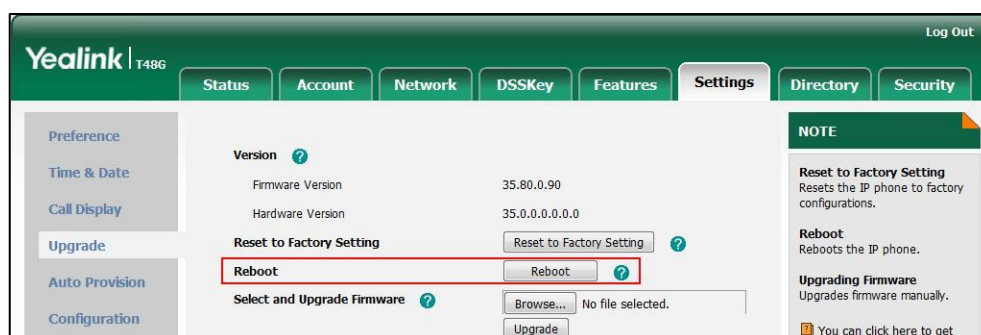 Log Out
Yealink T48G
Status Account Network DSSKey Features Settings Directory Security
Preference
Time & Date
Call Display
Upgrade
Auto Provision
Configuration
Version ?
Firmware Version 35.80.0.90
Hardware Version 35.0.0.0.0.0.0
Reset to Factory Setting Reset to Factory Setting ?
Reboot Reboot ?
Select and Upgrade Firmware ? Browse... No file selected.
Upgrade
NOTE
Reset to Factory Setting
Resets the IP phone to factory
configurations.
Reboot
Reboots the IP phone.
Upgrading Firmware
Upgrades firmware manually.
? You can click here to get